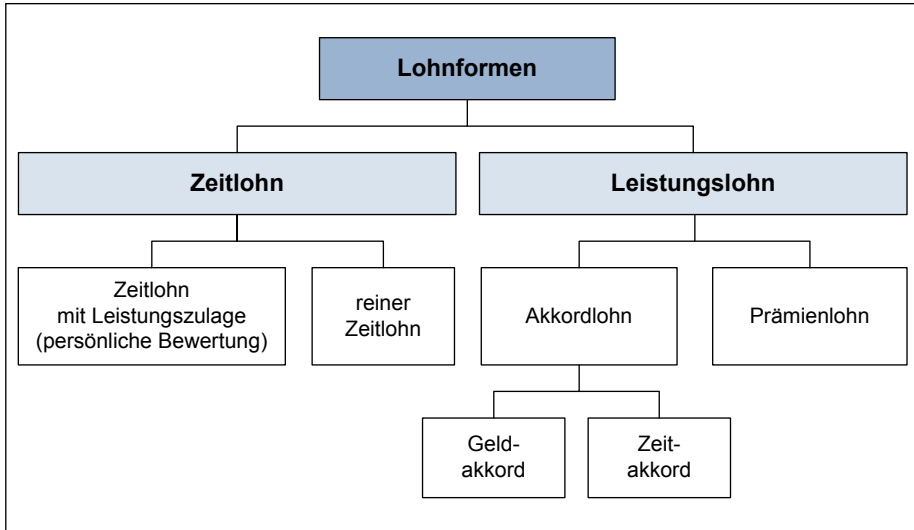 Lohnformen
Zeitlohn
Leistungslohn
Zeitlohn
mit Leistungszulage
(persönliche Bewertung)
reiner
Zeitlohn
Akkordlohn
Prämienlohn
Geld-
akkord
Zeit-
akkord